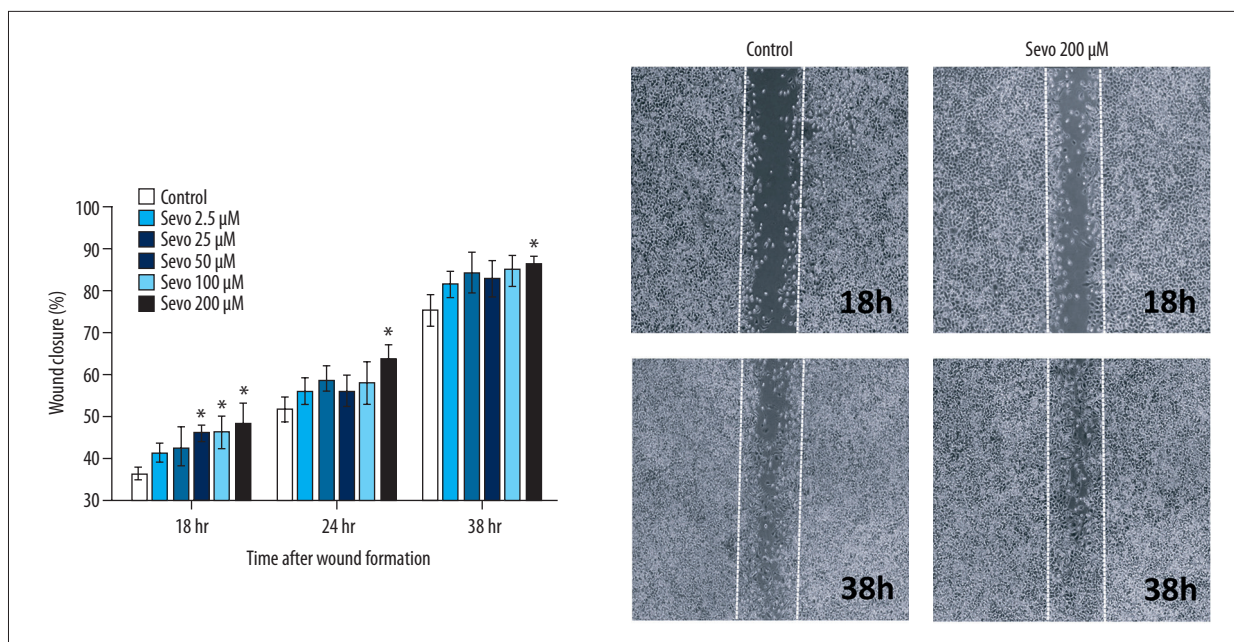 Control
Sevo 2.5 µM
Sevo 25 µM
Sevo 50 µM
Sevo 100 µM
Sevo 200 µM
100
90
80
70
60
50
40
30
Wound closure (%)
* * *
*
*
18 hr 24 hr 38 hr
Time after wound formation
Control Sevo 200 µM
18h 18h
38h 38h